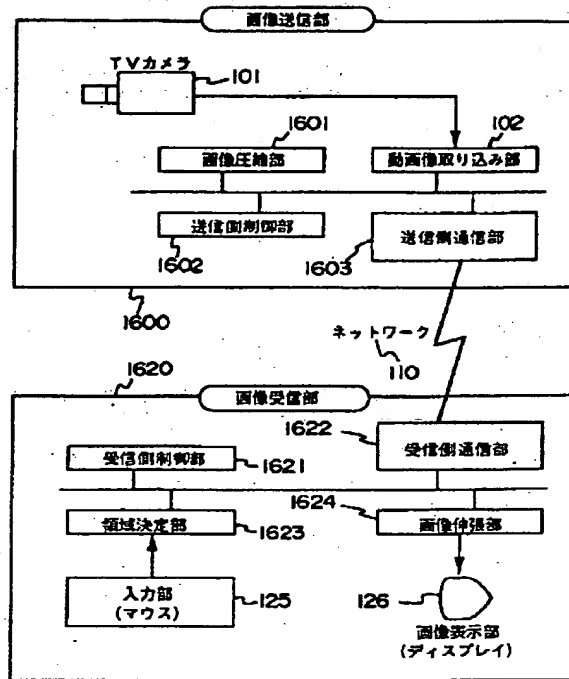 画像送信部
TVカメラ
101
1601
102
画像圧縮部
動画像取り込み部
送信側制御部
送信側通信部
1602
1603
1600
ネットワーク
110
1620
画像受信部
1622
受信側通信部
受信側制御部
1621
1624
領域決定部
1623
画像伸張部
入力部
(マウス)
125
126
画像表示部
(ディスプレイ)